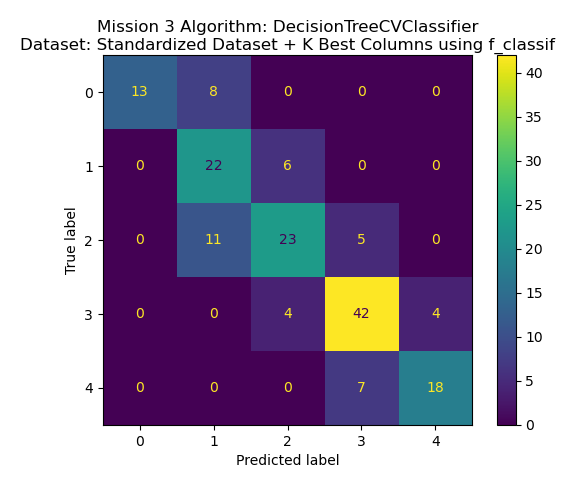 Mission 3 Algorithm: DecisionTreeCVClassifier
Dataset: Standardized Dataset + K Best Columns using f_classif
True label
0 13 8 0 0 0
1 0 22 6 0 0
2 0 11 23 5 0
3 0 0 4 42 4
4 0 0 0 7 18
0 1 2 3 4
Predicted label
40
35
30
25
20
15
10
5
0